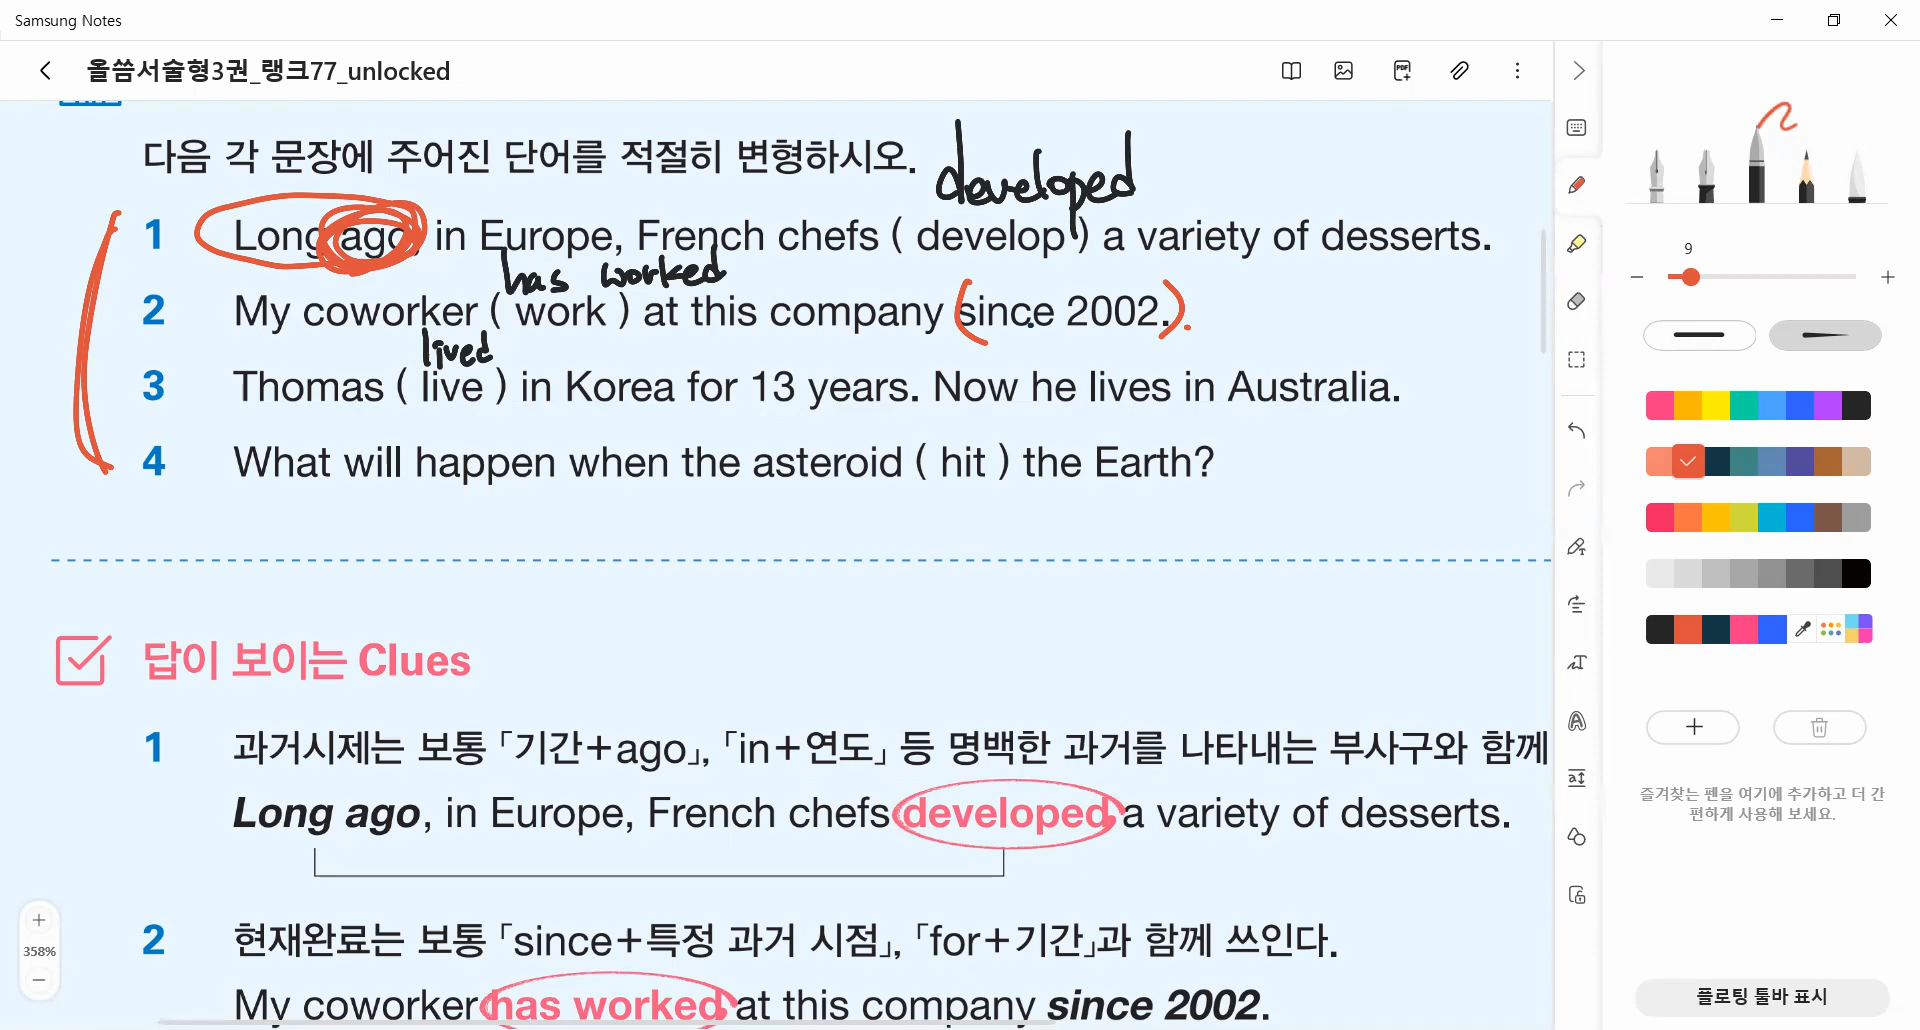 Samsung Notes
올씀서술형3권_랭크77_unlocked
다음 각 문장에 주어진 단어를 적절히 변형하시오.
developed
1 Long ago, in Europe, French chefs ( develop ) a variety of desserts.
has worked
2 My coworker ( work ) at this company since 2002.
lived
3 Thomas ( live ) in Korea for 13 years. Now he lives in Australia.
4 What will happen when the asteroid ( hit ) the Earth?
답이 보이는 Clues
1 과거시제는 보통 「기간+ago」, 「in+연도」 등 명백한 과거를 나타내는 부사구와 함께
Long ago, in Europe, French chefs developed a variety of desserts.
2 현재완료는 보통 「since+특정 과거 시점」, 「for+기간」과 함께 쓰인다.
My coworker has worked at this company since 2002.
358%
9
즐겨찾는 펜을 여기에 추가하고 더 간
편하게 사용해 보세요.
플로팅 툴바 표시